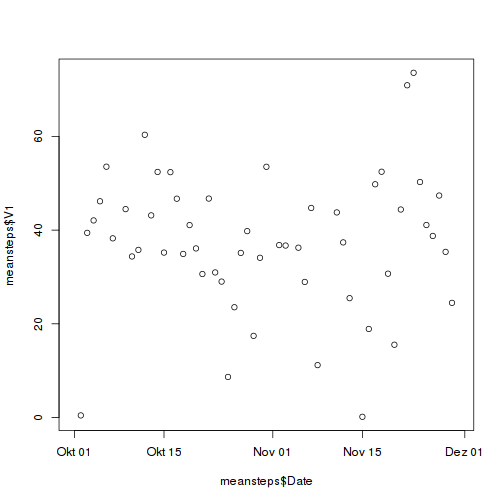 60
40
20
0
meansteps$V1
Okt 01
Okt 15
Nov 01
Nov 15
Dez 01
meansteps$Date